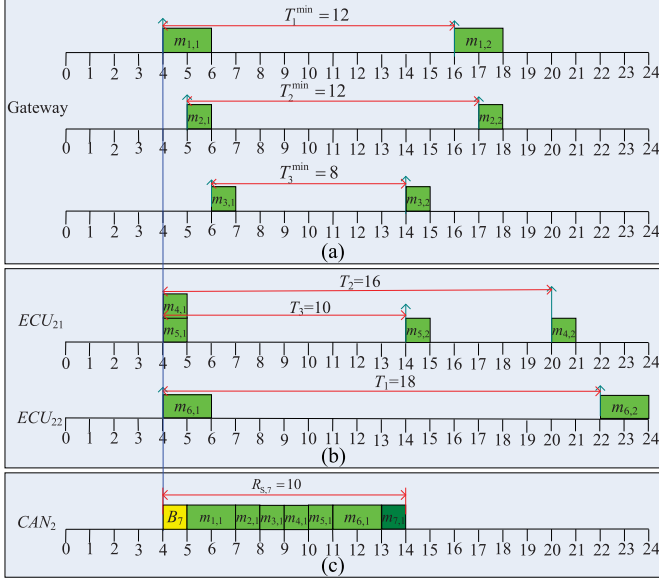 T₁ᵐⁱⁿ = 12
m₁,₁ m₁,₂
0 1 2 3 4 5 6 7 8 9 10 11 12 13 14 15 16 17 18 19 20 21 22 23 24
T₂ᵐⁱⁿ = 12
Gateway m₂,₁ m₂,₂
0 1 2 3 4 5 6 7 8 9 10 11 12 13 14 15 16 17 18 19 20 21 22 23 24
T₃ᵐⁱⁿ = 8
m₃,₁ m₃,₂
0 1 2 3 4 5 6 7 8 9 10 11 12 13 14 15 16 17 18 19 20 21 22 23 24
(a)
T₂=16
m₄,₁ T₃=10
ECU₂₁ m₅,₁ m₅,₂ m₄,₂
0 1 2 3 4 5 6 7 8 9 10 11 12 13 14 15 16 17 18 19 20 21 22 23 24
T₁=18
m₆,₁ m₆,₂
ECU₂₂
0 1 2 3 4 5 6 7 8 9 10 11 12 13 14 15 16 17 18 19 20 21 22 23 24
(b)
R_S,₇ = 10
CAN₂ B₇ m₁,₁ m₂,₁ m₃,₁ m₄,₁ m₅,₁ m₆,₁ m₇,₁
0 1 2 3 4 5 6 7 8 9 10 11 12 13 14 15 16 17 18 19 20 21 22 23 24
(c)